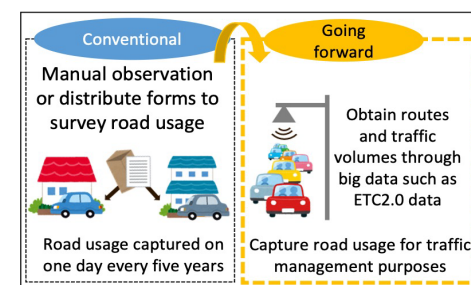 Conventional
Manual observation
or distribute forms to
survey road usage
Road usage captured on
one day every five years
Going
forward
Obtain routes
and traffic
volumes through
big data such as
ETC2.0 data
Capture road usage for traffic
management purposes